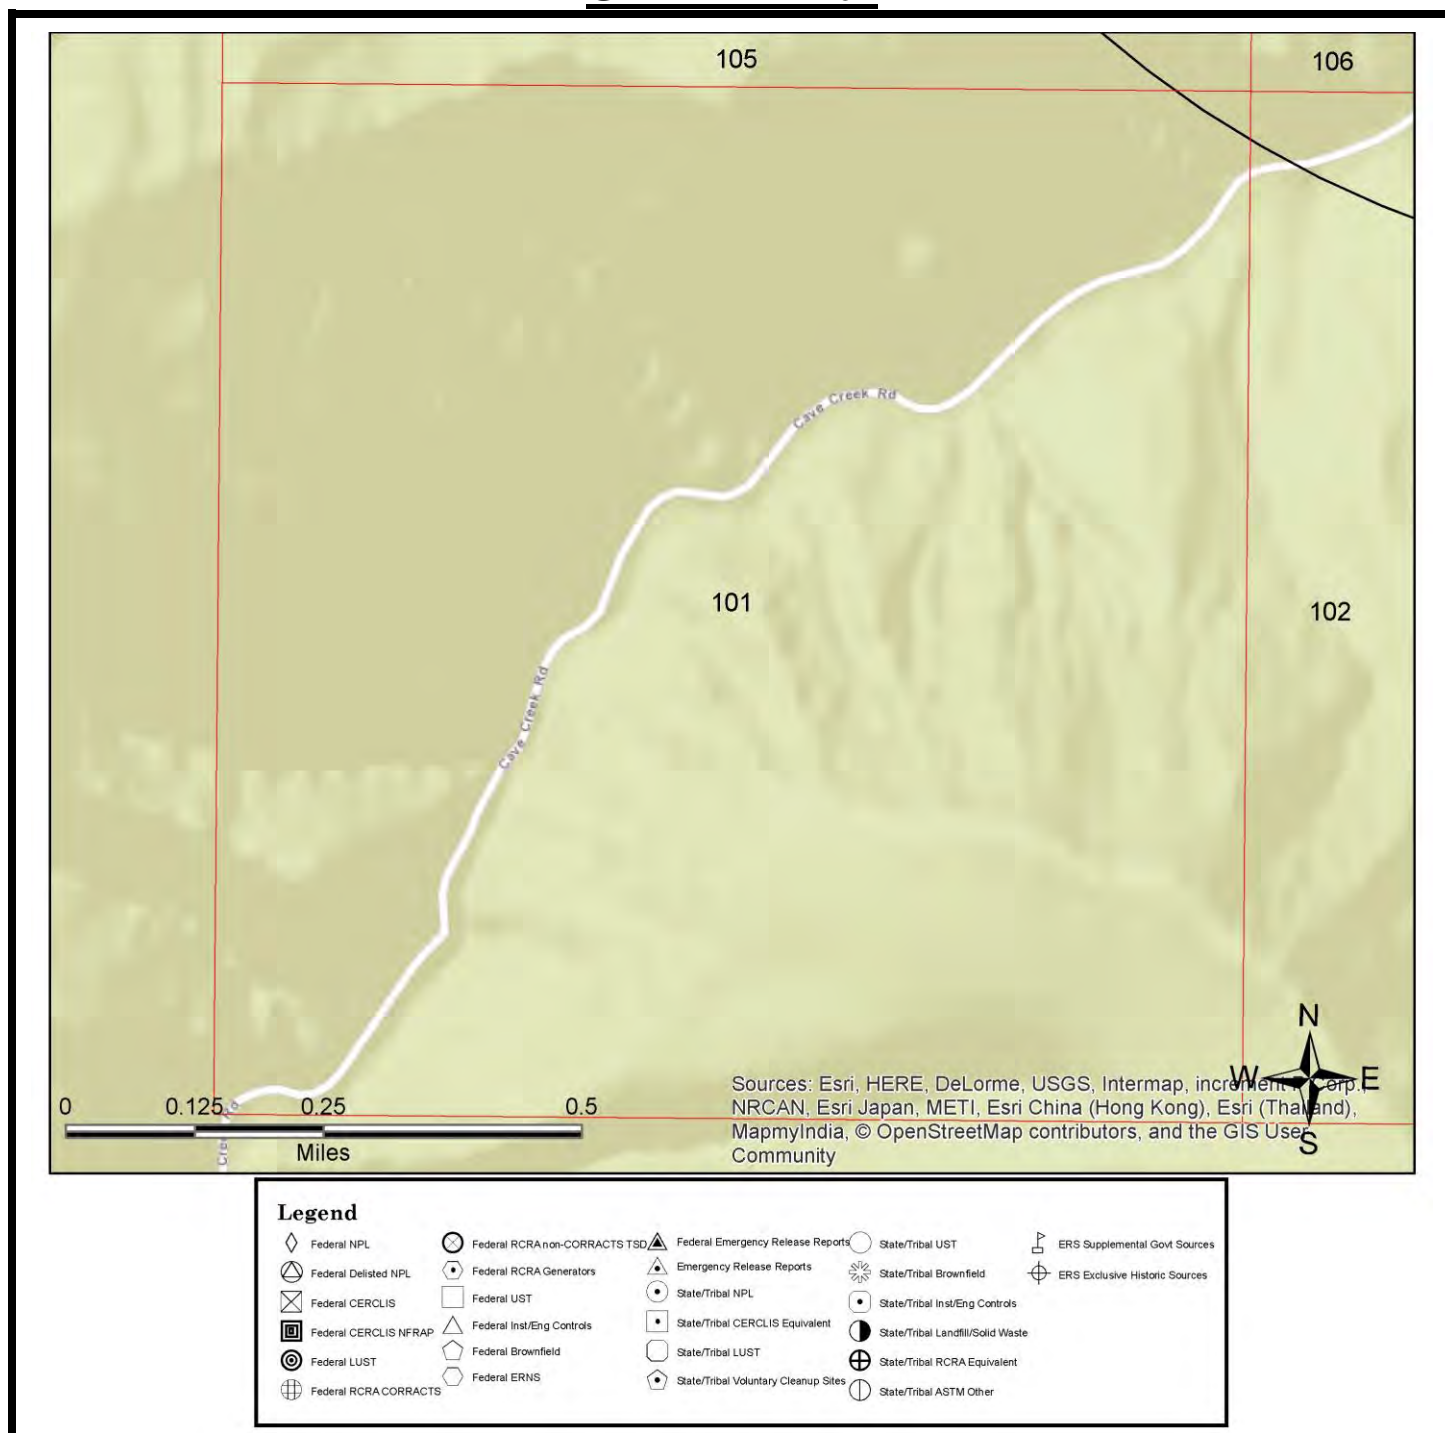 105
106
Cave Creek Rd
101
102
Cave Creek Rd
N
W E
S
0 0.125 0.25 0.5
Miles
Creek Rd
Sources: Esri, HERE, DeLorme, USGS, Intermap, increment P Corp.,
NRCAN, Esri Japan, METI, Esri China (Hong Kong), Esri (Thailand),
MapmyIndia, © OpenStreetMap contributors, and the GIS User
Community
Legend
Federal NPL
Federal Delisted NPL
Federal CERCLIS
Federal CERCLIS NFRAP
Federal LUST
Federal RCRA CORRACTS
Federal RCRA non-CORRACTS TSD
Federal RCRA Generators
Federal UST
Federal Inst/Eng Controls
Federal Brownfield
Federal ERNS
Federal Emergency Release Reports
Emergency Release Reports
State/Tribal NPL
State/Tribal CERCLIS Equivalent
State/Tribal LUST
State/Tribal Voluntary Cleanup Sites
State/Tribal UST
State/Tribal Brownfield
State/Tribal Inst/Eng Controls
State/Tribal Landfill/Solid Waste
State/Tribal RCRA Equivalent
State/Tribal ASTM Other
ERS Supplemental Govt Sources
ERS Exclusive Historic Sources